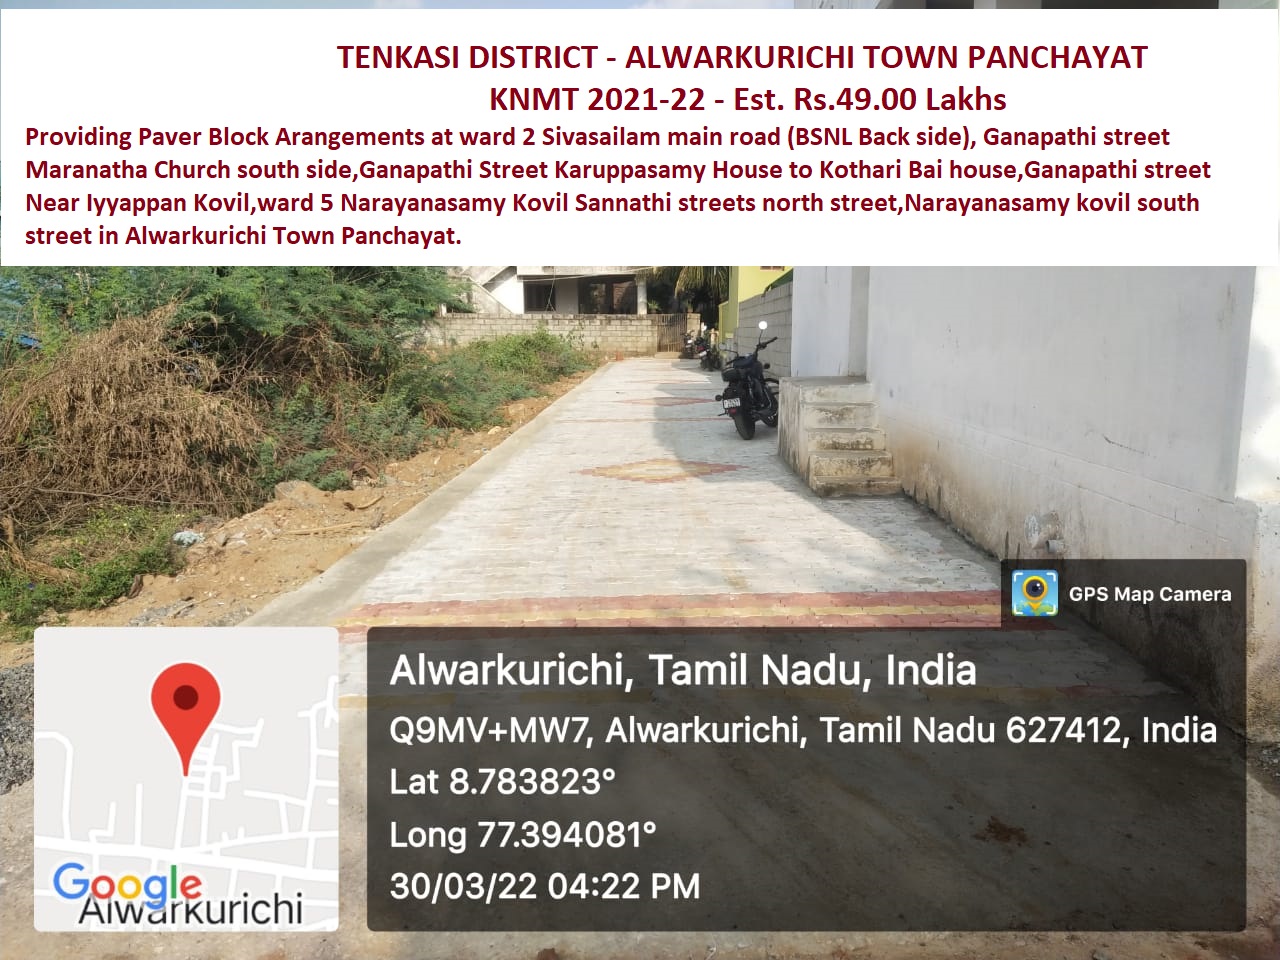 TENKASI DISTRICT - ALWARKURICHI TOWN PANCHAYAT
KNMT 2021-22 - Est. Rs.49.00 Lakhs
Providing Paver Block Arangements at ward 2 Sivasailam main road (BSNL Back side), Ganapathi street
Maranatha Church south side,Ganapathi Street Karuppasamy House to Kothari Bai house,Ganapathi street
Near Iyyappan Kovil,ward 5 Narayanasamy Kovil Sannathi streets north street,Narayanasamy kovil south
street in Alwarkurichi Town Panchayat.
GPS Map Camera
Alwarkurichi, Tamil Nadu, India
Q9MV+MW7, Alwarkurichi, Tamil Nadu 627412, India
Lat 8.783823°
Long 77.394081°
30/03/22 04:22 PM
Google
Alwarkurichi